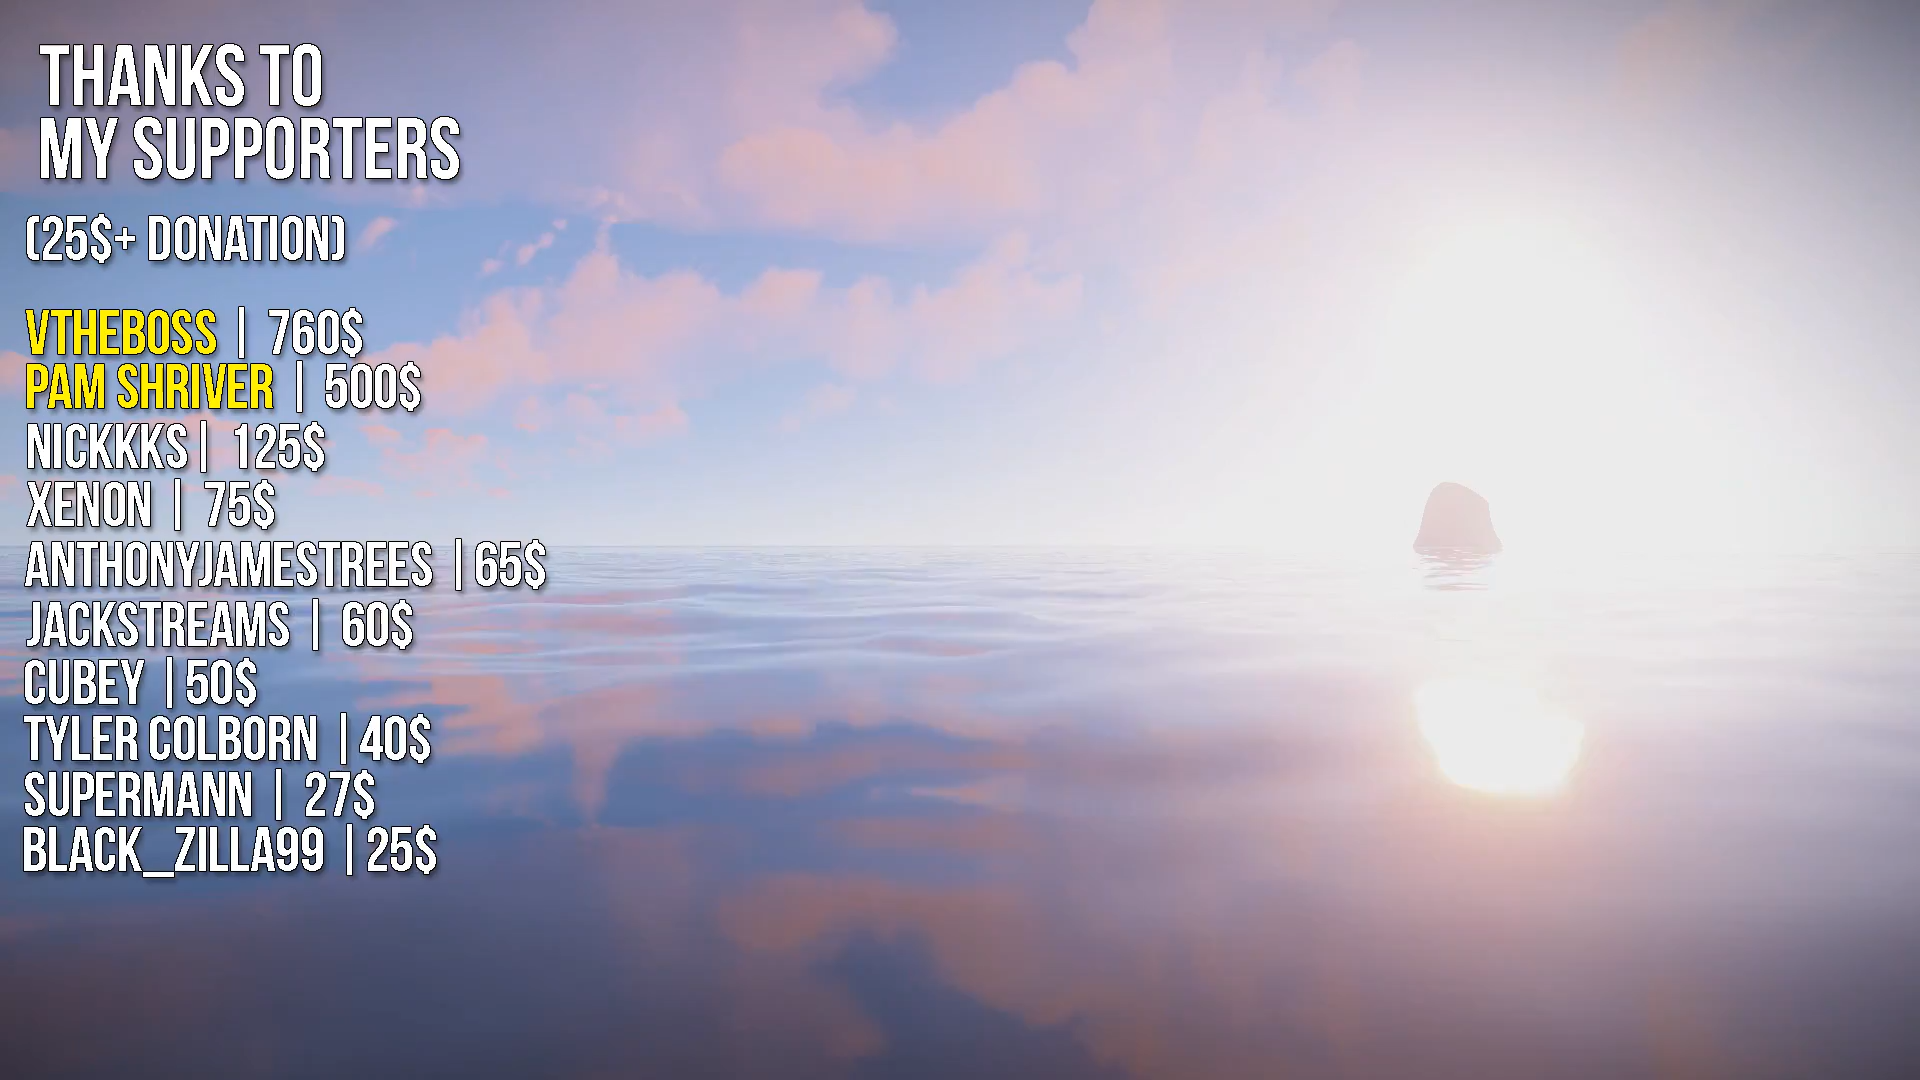 THANKS TO
MY SUPPORTERS
(25$+ DONATION)
VTHEBOSS | 760$
PAM SHRIVER | 500$
NICKKKS | 125$
XENON | 75$
ANTHONYJAMESTREES | 65$
JACKSTREAMS | 60$
CUBEY | 50$
TYLER COLBORN | 40$
SUPERMANN | 27$
BLACK_ZILLA99 | 25$